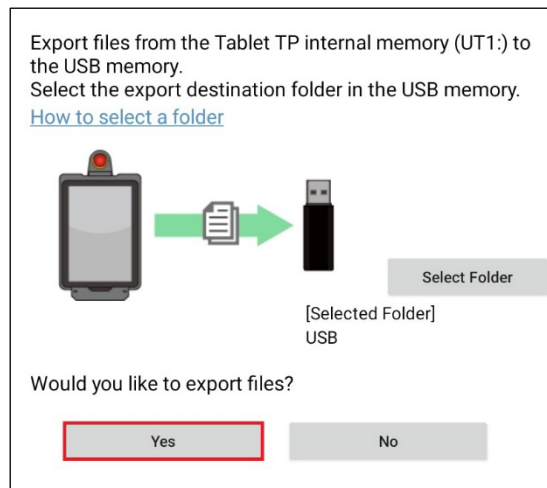 Export files from the Tablet TP internal memory (UT1:) to
the USB memory.
Select the export destination folder in the USB memory.
How to select a folder
Select Folder
[Selected Folder]
USB
Would you like to export files?
Yes
No